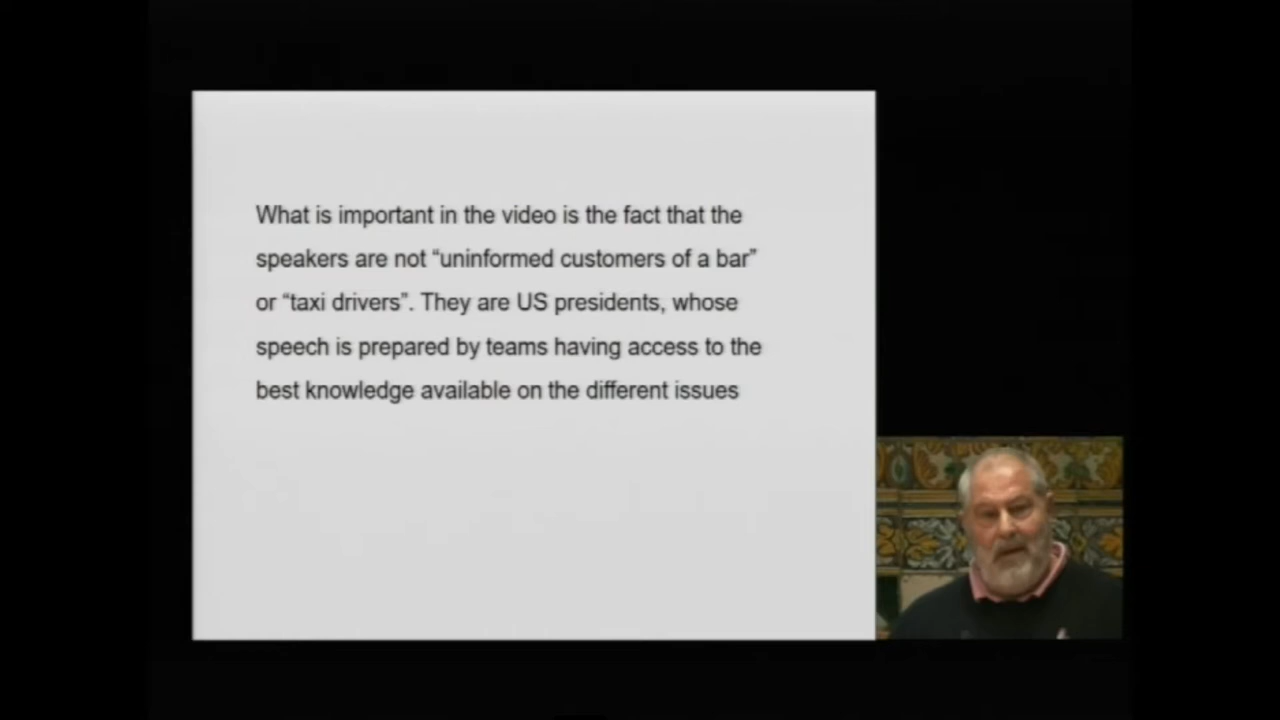 What is important in the video is the fact that the
speakers are not “uninformed customers of a bar”
or “taxi drivers”. They are US presidents, whose
speech is prepared by teams having access to the
best knowledge available on the different issues